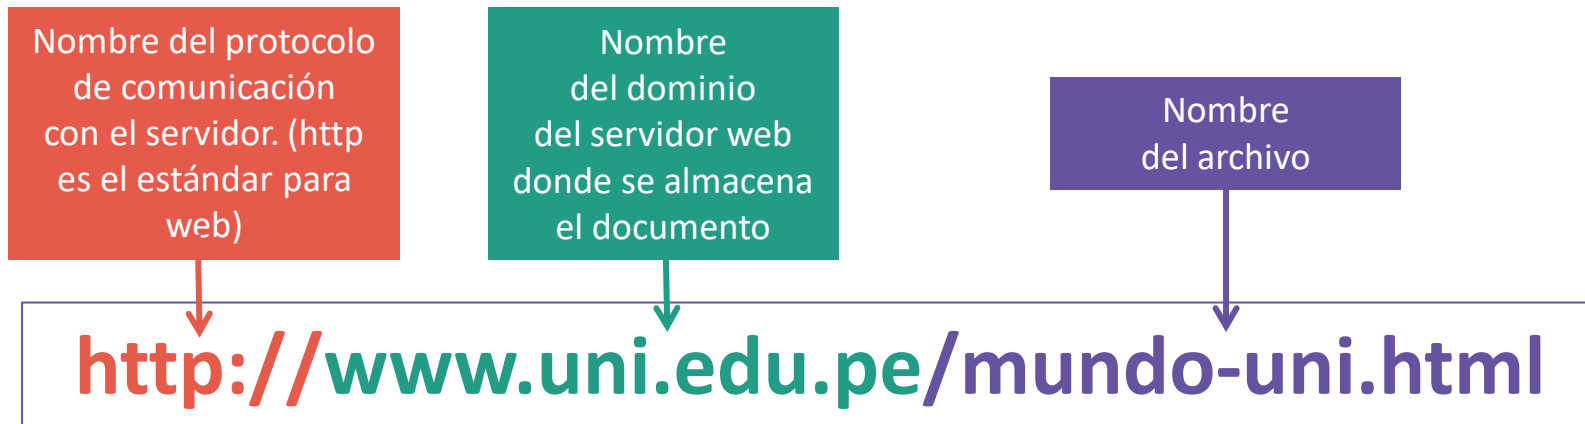 Nombre del protocolo
de comunicación
con el servidor. (http
es el estándar para
web)
Nombre
del dominio
del servidor web
donde se almacena
el documento
Nombre
del archivo
http://www.uni.edu.pe/mundo-uni.html